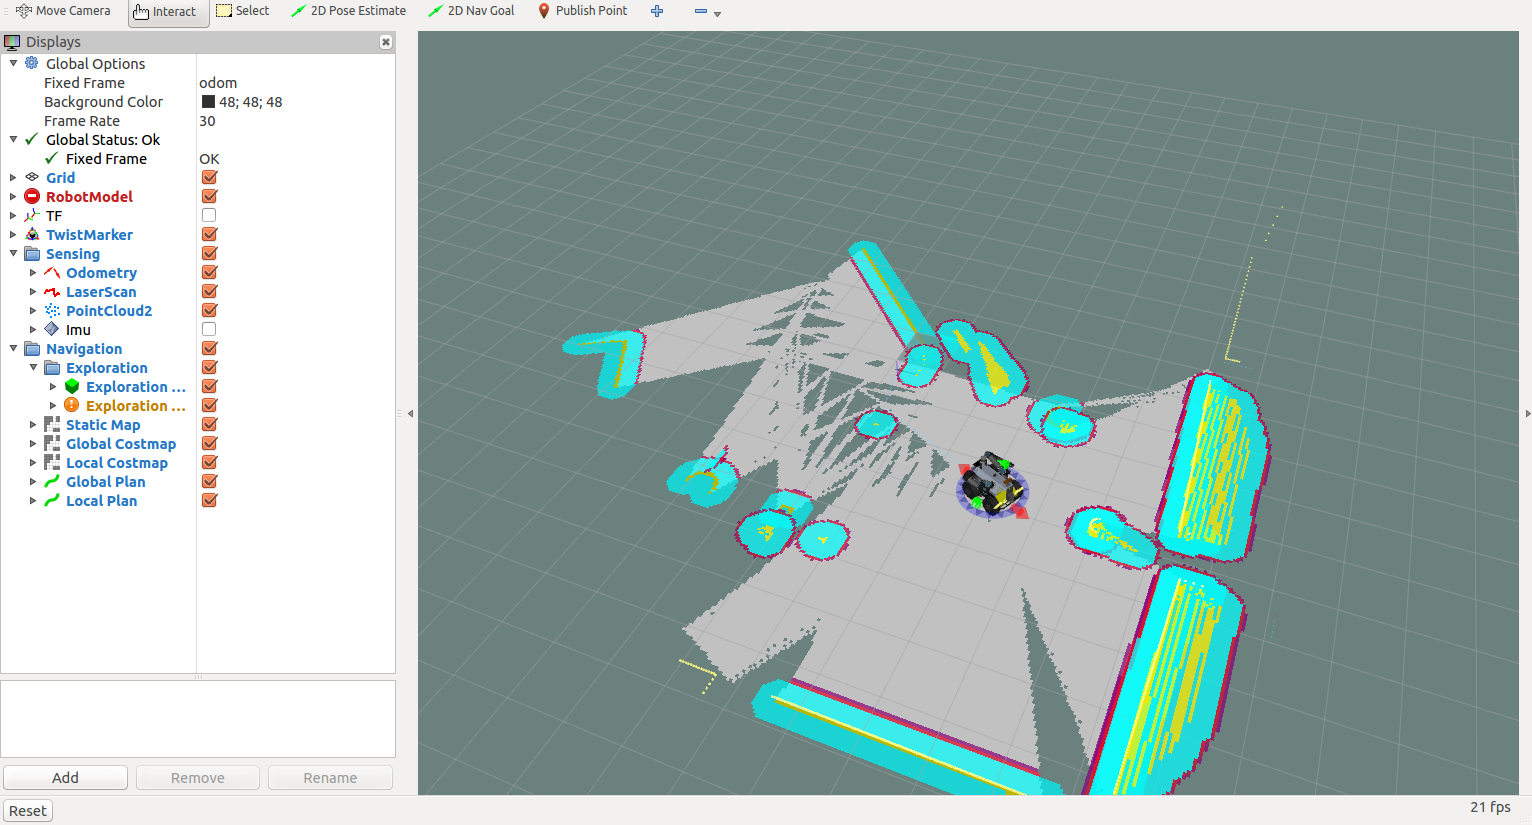 Move Camera Interact Select 2D Pose Estimate 2D Nav Goal Publish Point
Displays
Global Options
Fixed Frame odom
Background Color 48; 48; 48
Frame Rate 30
Global Status: Ok
Fixed Frame OK
Grid
RobotModel
TF
TwistMarker
Sensing
Odometry
LaserScan
PointCloud2
Imu
Navigation
Exploration
Exploration ...
Exploration ...
Static Map
Global Costmap
Local Costmap
Global Plan
Local Plan
Add Remove Rename
Reset 21 fps